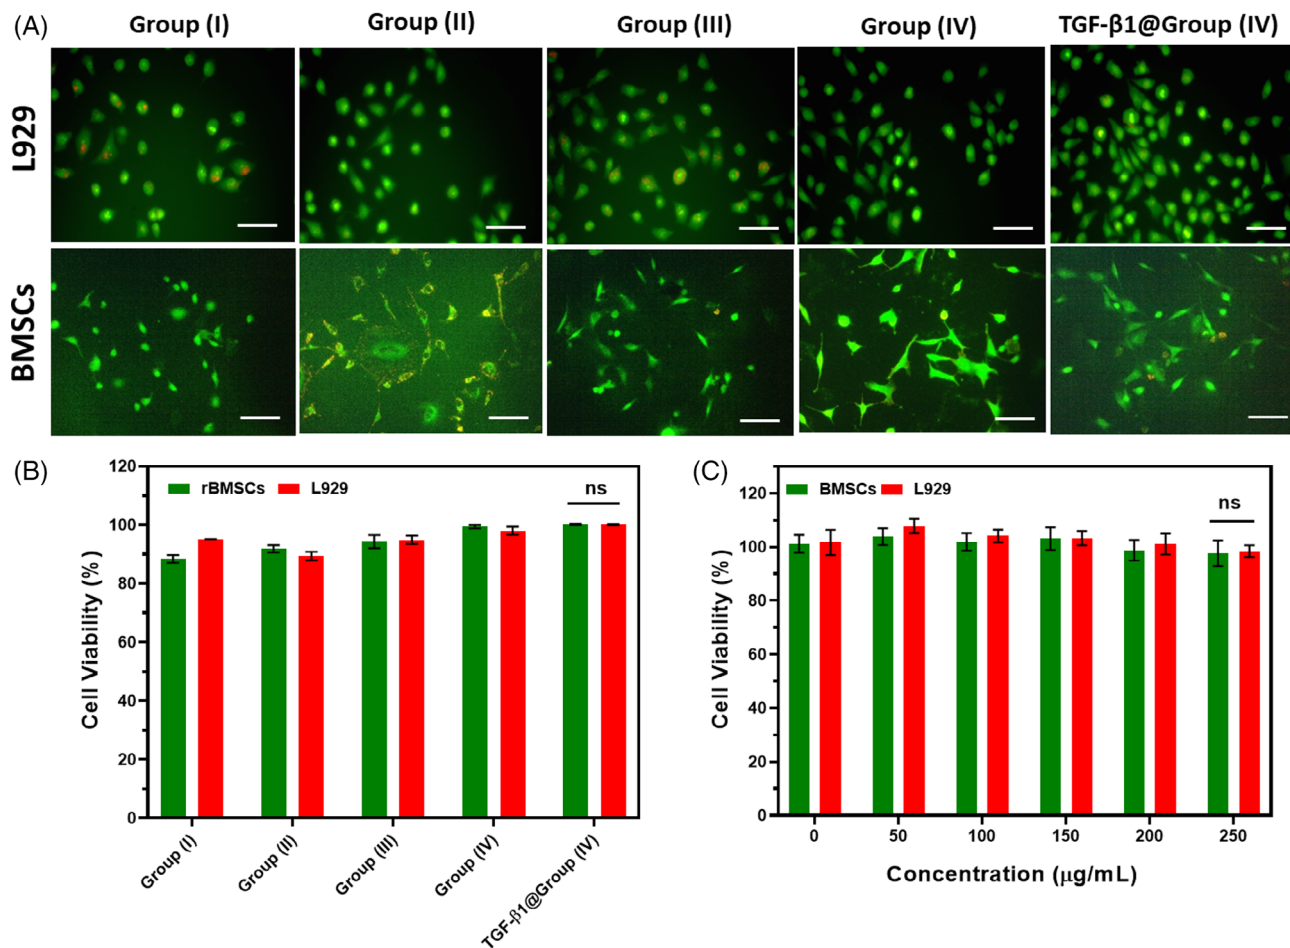 (A)
Group (I)
Group (II)
Group (III)
Group (IV)
TGF-β1@Group (IV)
L929
BMSCs
(B)
120
100
80
60
40
20
0
Cell Viability (%)
rBMSCs
L929
ns
Group (I)
Group (II)
Group (III)
Group (IV)
TGF-β1@Group (IV)
(C)
120
100
80
60
40
20
0
Cell Viability (%)
BMSCs
L929
ns
0
50
100
150
200
250
Concentration (μg/mL)